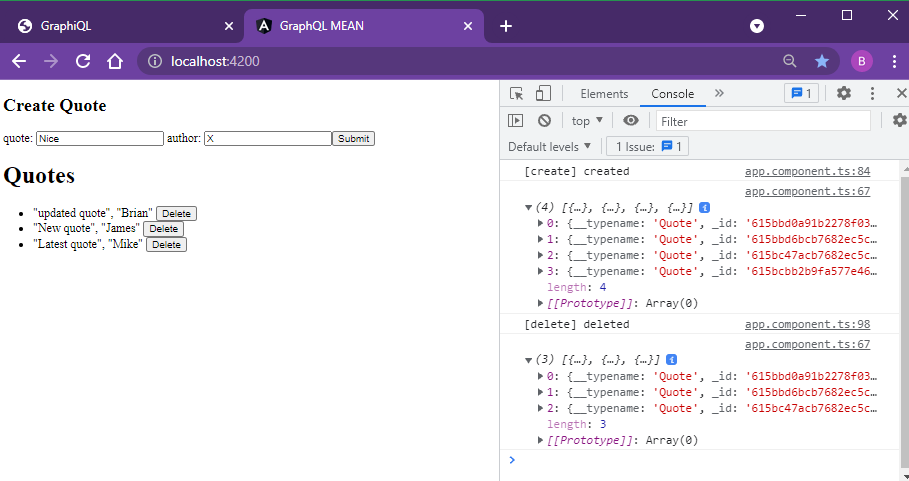 GraphiQL
GraphQL MEAN
localhost:4200
B
Create Quote
quote: Nice author: X Submit
Quotes
"updated quote", "Brian" Delete
"New quote", "James" Delete
"Latest quote", "Mike" Delete
Elements Console 1
top Filter
Default levels 1 Issue: 1
[create] created app.component.ts:84
app.component.ts:67
(4) [{…}, {…}, {…}, {…}] i
0: {__typename: 'Quote', _id: '615bbd0a91b2278f03…
1: {__typename: 'Quote', _id: '615bbd6bcb7682ec5c…
2: {__typename: 'Quote', _id: '615bc47acb7682ec5c…
3: {__typename: 'Quote', _id: '615bcbb2b9fa577e46…
length: 4
[[Prototype]]: Array(0)
[delete] deleted app.component.ts:98
app.component.ts:67
(3) [{…}, {…}, {…}] i
0: {__typename: 'Quote', _id: '615bbd0a91b2278f03…
1: {__typename: 'Quote', _id: '615bbd6bcb7682ec5c…
2: {__typename: 'Quote', _id: '615bc47acb7682ec5c…
length: 3
[[Prototype]]: Array(0)